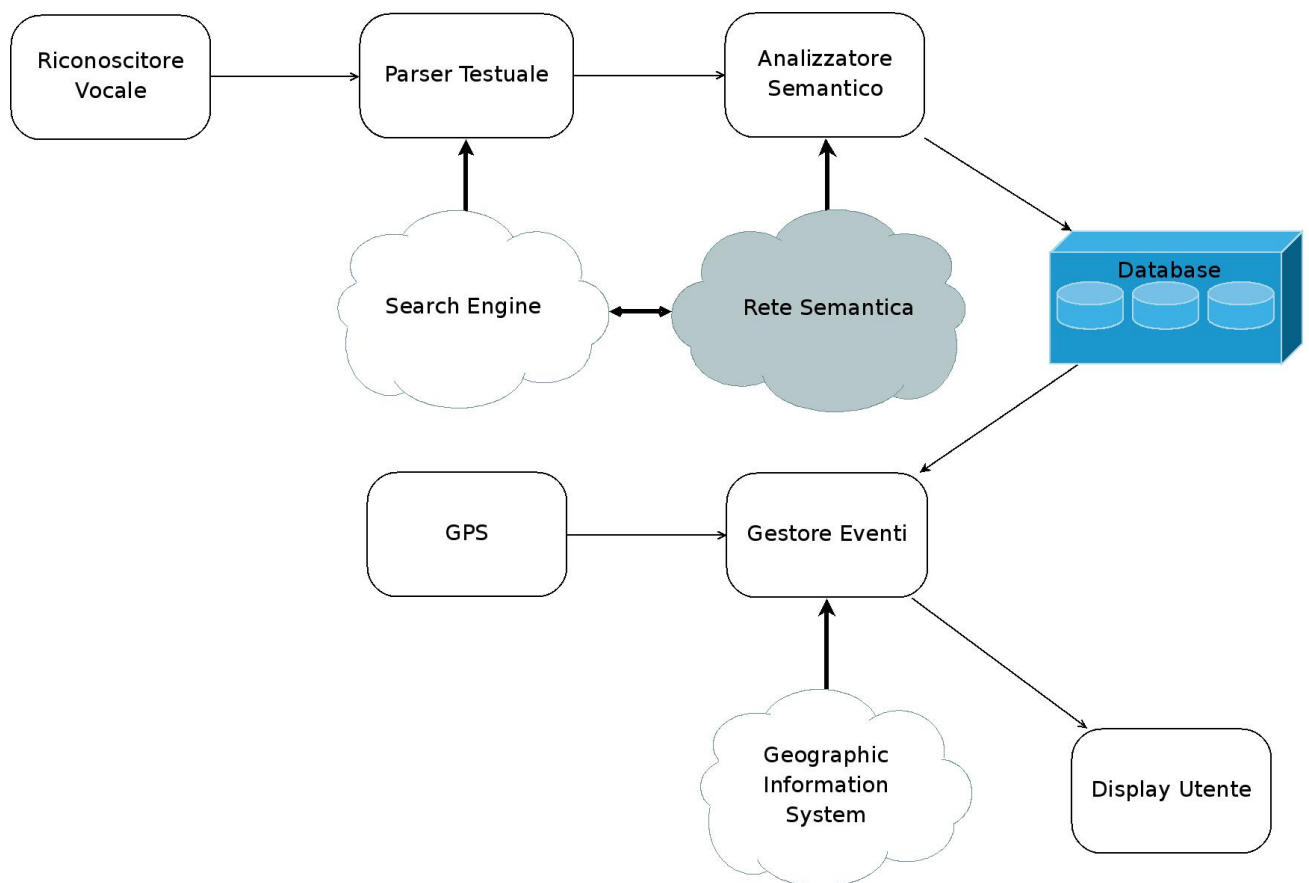 Riconoscitore
Vocale
Parser Testuale
Analizzatore
Semantico
Search Engine
Rete Semantica
Database
GPS
Gestore Eventi
Geographic
Information
System
Display Utente